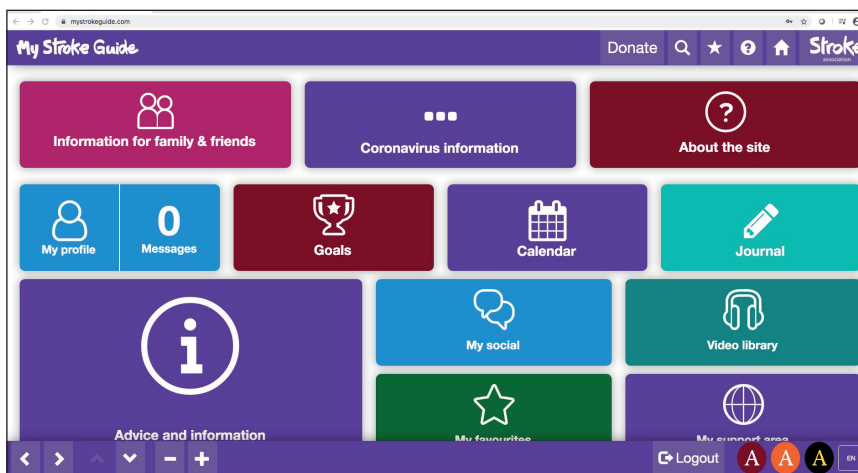 mystrokeguide.com
My Stroke Guide
Donate
Stroke
association
Information for family & friends
Coronavirus information
About the site
My profile
0
Messages
Goals
Calendar
Journal
Advice and information
My social
Video library
My favourites
My support area
Logout
A A A EN